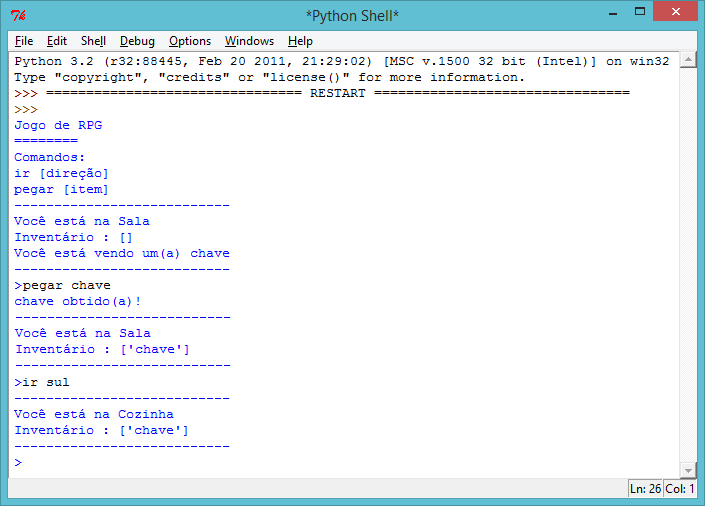 *Python Shell*
File Edit Shell Debug Options Windows Help
Python 3.2 (r32:88445, Feb 20 2011, 21:29:02) [MSC v.1500 32 bit (Intel)] on win32
Type "copyright", "credits" or "license()" for more information.
>>> ================================ RESTART ================================
>>>
Jogo de RPG
========
Comandos:
ir [direção]
pegar [item]
---------------------------
Você está na Sala
Inventário : []
Você está vendo um(a) chave
---------------------------
>pegar chave
chave obtido(a)!
---------------------------
Você está na Sala
Inventário : ['chave']
---------------------------
>ir sul
---------------------------
Você está na Cozinha
Inventário : ['chave']
---------------------------
>
Ln: 26 Col: 1